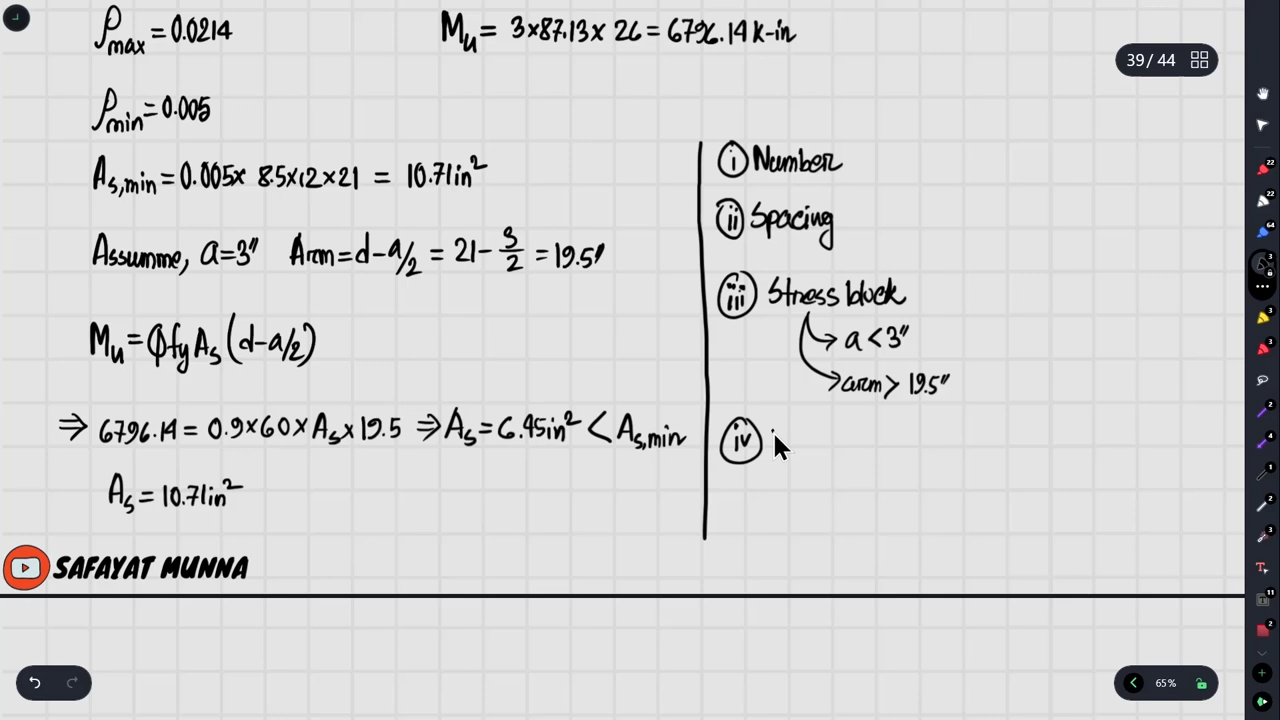 ρmax = 0.0214
Mu = 3×87.13× 26 = 6796.14 k-in
39 / 44
ρmin = 0.005
As,min = 0.005× 8.5×12×21 = 10.71in²
Assumme, a=3" Arm = d-a/2 = 21 - 3/2 = 19.5"
Mu = ϕfyAs(d-a/2)
⇒ 6796.14 = 0.9×60×As×19.5 ⇒ As = 6.45in² < As,min
As = 10.71in²
i Number
ii Spacing
iii Stress block
→ a < 3"
→ arm > 19.5"
iv
SAFAYAT MUNNA
65%